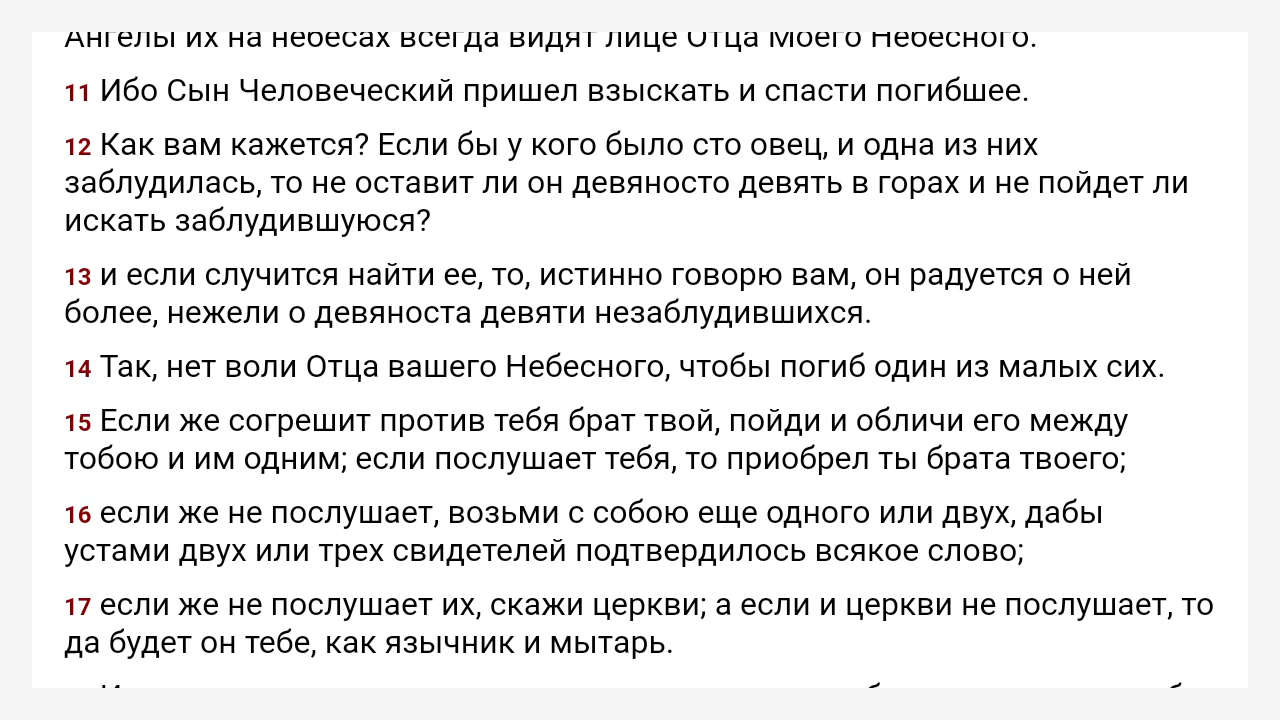 Ангелы их на небесах всегда видят лице Отца Моего Небесного.
11 Ибо Сын Человеческий пришел взыскать и спасти погибшее.
12 Как вам кажется? Если бы у кого было сто овец, и одна из них
заблудилась, то не оставит ли он девяносто девять в горах и не пойдет ли
искать заблудившуюся?
13 и если случится найти ее, то, истинно говорю вам, он радуется о ней
более, нежели о девяноста девяти незаблудившихся.
14 Так, нет воли Отца вашего Небесного, чтобы погиб один из малых сих.
15 Если же согрешит против тебя брат твой, пойди и обличи его между
тобою и им одним; если послушает тебя, то приобрел ты брата твоего;
16 если же не послушает, возьми с собою еще одного или двух, дабы
устами двух или трех свидетелей подтвердилось всякое слово;
17 если же не послушает их, скажи церкви; а если и церкви не послушает, то
да будет он тебе, как язычник и мытарь.